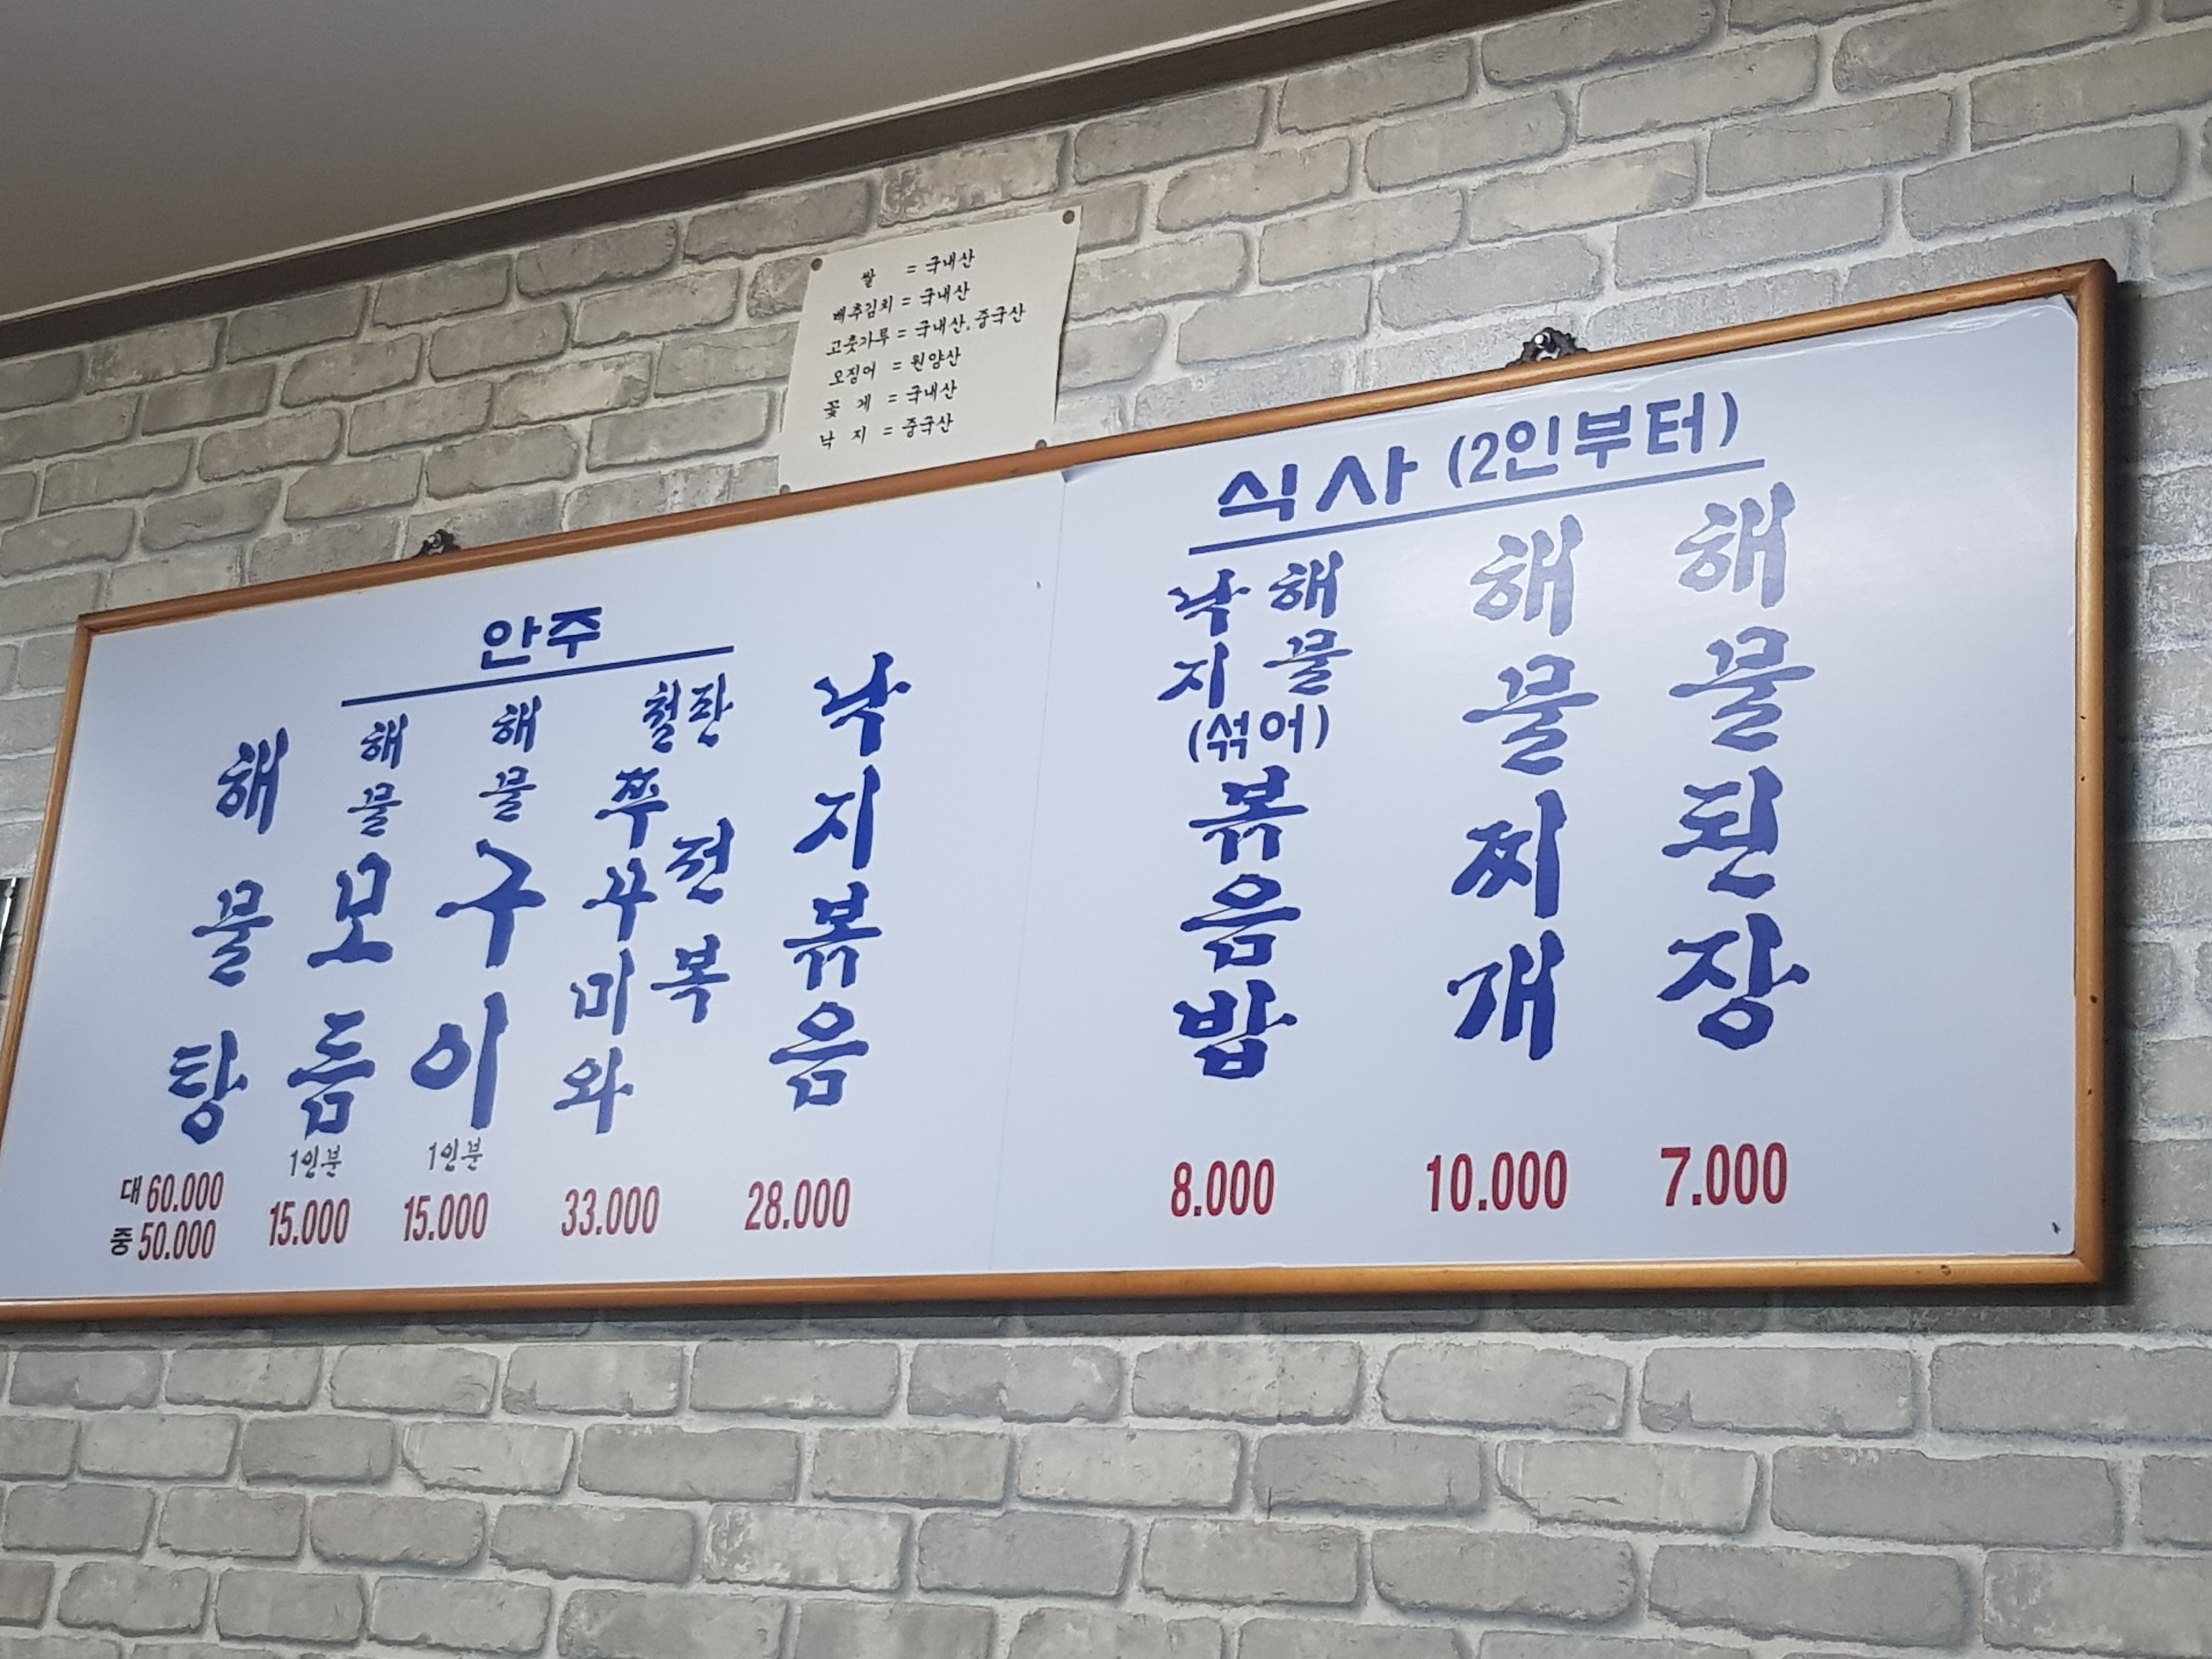 쌀 = 국내산
배추김치 = 국내산
고춧가루 = 국내산, 중국산
오징어 = 원양산
꽃 게 = 국내산
낙 지 = 중국산
안주
해물탕
대 60.000
중 50.000
해물모듬
1인분
15.000
해물구이
1인분
15.000
철판
쭈꾸미와
전복
33.000
낙지볶음
28.000
식사 (2인부터)
낙지
해물
(섞어)
볶음밥
8.000
해물찌개
10.000
해물된장
7.000